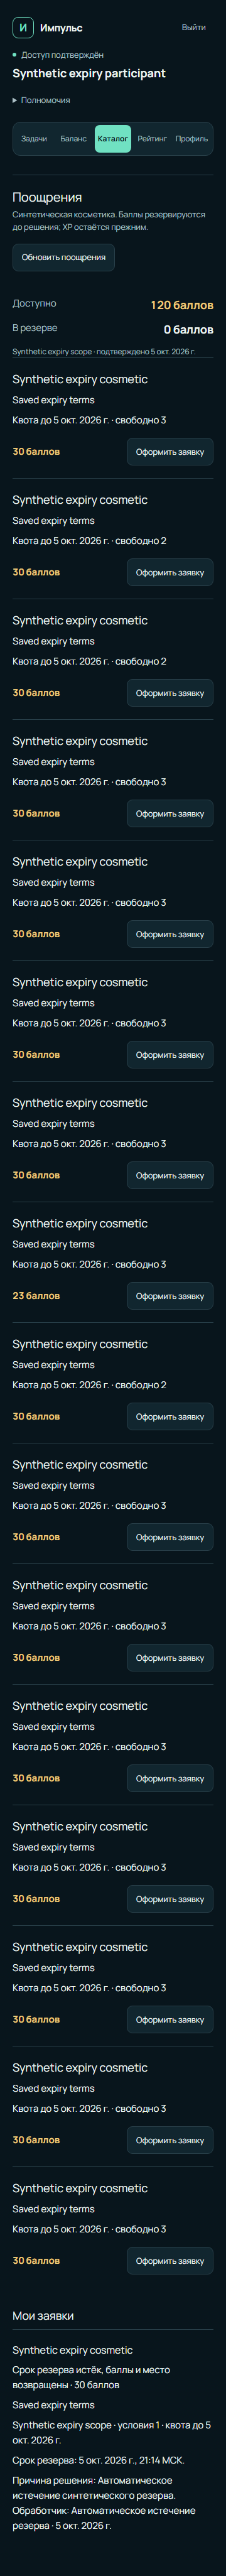 И Импульс Выйти
Доступ подтверждён
Synthetic expiry participant
Полномочия
Задачи Баланс Каталог Рейтинг Профиль
Поощрения
Синтетическая косметика. Баллы резервируются
до решения; XP остаётся прежним.
Обновить поощрения
Доступно 120 баллов
В резерве 0 баллов
Synthetic expiry scope · подтверждено 5 окт. 2026 г.
Synthetic expiry cosmetic
Saved expiry terms
Квота до 5 окт. 2026 г. · свободно 3
30 баллов Оформить заявку
Synthetic expiry cosmetic
Saved expiry terms
Квота до 5 окт. 2026 г. · свободно 2
30 баллов Оформить заявку
Synthetic expiry cosmetic
Saved expiry terms
Квота до 5 окт. 2026 г. · свободно 2
30 баллов Оформить заявку
Synthetic expiry cosmetic
Saved expiry terms
Квота до 5 окт. 2026 г. · свободно 3
30 баллов Оформить заявку
Synthetic expiry cosmetic
Saved expiry terms
Квота до 5 окт. 2026 г. · свободно 3
30 баллов Оформить заявку
Synthetic expiry cosmetic
Saved expiry terms
Квота до 5 окт. 2026 г. · свободно 3
30 баллов Оформить заявку
Synthetic expiry cosmetic
Saved expiry terms
Квота до 5 окт. 2026 г. · свободно 3
30 баллов Оформить заявку
Synthetic expiry cosmetic
Saved expiry terms
Квота до 5 окт. 2026 г. · свободно 3
23 баллов Оформить заявку
Synthetic expiry cosmetic
Saved expiry terms
Квота до 5 окт. 2026 г. · свободно 2
30 баллов Оформить заявку
Synthetic expiry cosmetic
Saved expiry terms
Квота до 5 окт. 2026 г. · свободно 3
30 баллов Оформить заявку
Synthetic expiry cosmetic
Saved expiry terms
Квота до 5 окт. 2026 г. · свободно 3
30 баллов Оформить заявку
Synthetic expiry cosmetic
Saved expiry terms
Квота до 5 окт. 2026 г. · свободно 3
30 баллов Оформить заявку
Synthetic expiry cosmetic
Saved expiry terms
Квота до 5 окт. 2026 г. · свободно 3
30 баллов Оформить заявку
Synthetic expiry cosmetic
Saved expiry terms
Квота до 5 окт. 2026 г. · свободно 3
30 баллов Оформить заявку
Synthetic expiry cosmetic
Saved expiry terms
Квота до 5 окт. 2026 г. · свободно 3
30 баллов Оформить заявку
Synthetic expiry cosmetic
Saved expiry terms
Квота до 5 окт. 2026 г. · свободно 3
30 баллов Оформить заявку
Мои заявки
Synthetic expiry cosmetic
Срок резерва истёк, баллы и место
возвращены · 30 баллов
Saved expiry terms
Synthetic expiry scope · условия 1 · квота до 5
окт. 2026 г.
Срок резерва: 5 окт. 2026 г., 21:14 МСК.
Причина решения: Автоматическое
истечение синтетического резерва.
Обработчик: Автоматическое истечение
резерва · 5 окт. 2026 г.